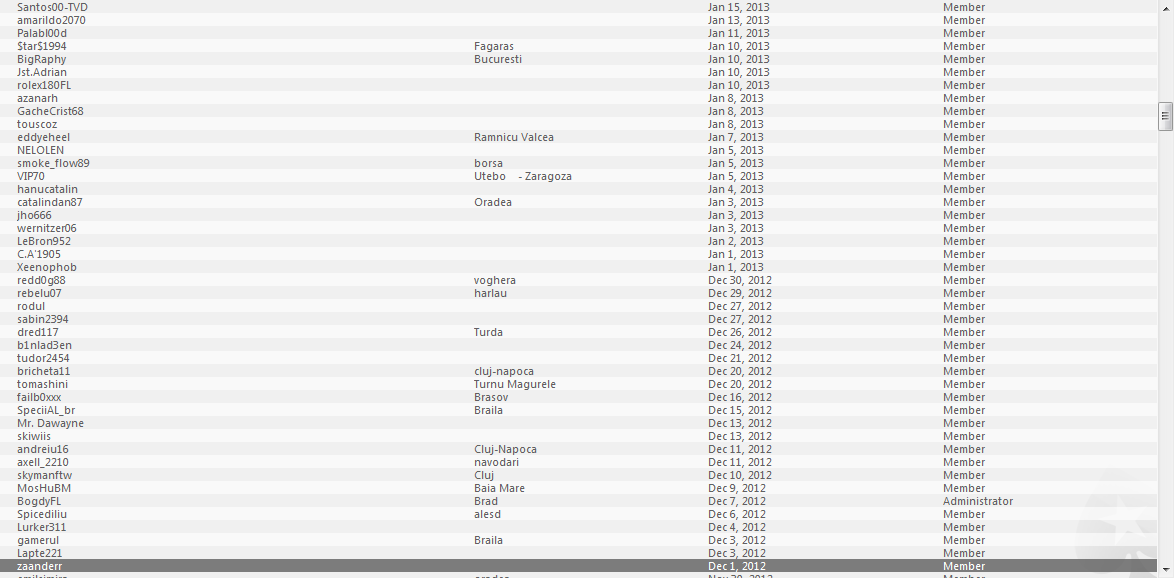 Santos00-TVD Jan 15, 2013 Member
amarildo2070 Jan 13, 2013 Member
Palabl00d Jan 11, 2013 Member
$tar$1994 Fagaras Jan 10, 2013 Member
BigRaphy Bucuresti Jan 10, 2013 Member
Jst.Adrian Jan 10, 2013 Member
rolex180FL Jan 10, 2013 Member
azanarh Jan 8, 2013 Member
GacheCrist68 Jan 8, 2013 Member
touscoz Jan 8, 2013 Member
eddyeheel Ramnicu Valcea Jan 7, 2013 Member
NELOLEN Jan 5, 2013 Member
smoke_flow89 borsa Jan 5, 2013 Member
VIP70 Utebo - Zaragoza Jan 5, 2013 Member
hanucatalin Jan 4, 2013 Member
catalindan87 Oradea Jan 3, 2013 Member
jho666 Jan 3, 2013 Member
wernitzer06 Jan 3, 2013 Member
LeBron952 Jan 2, 2013 Member
C.A'1905 Jan 1, 2013 Member
Xeenophob Jan 1, 2013 Member
redd0g88 voghera Dec 30, 2012 Member
rebelu07 harlau Dec 29, 2012 Member
rodul Dec 27, 2012 Member
sabin2394 Dec 27, 2012 Member
dred117 Turda Dec 26, 2012 Member
b1nlad3en Dec 24, 2012 Member
tudor2454 Dec 21, 2012 Member
bricheta11 cluj-napoca Dec 20, 2012 Member
tomashini Turnu Magurele Dec 20, 2012 Member
failb0xxx Brasov Dec 16, 2012 Member
SpeciiAL_br Braila Dec 15, 2012 Member
Mr. Dawayne Dec 13, 2012 Member
skiwiis Dec 13, 2012 Member
andreiu16 Cluj-Napoca Dec 11, 2012 Member
axell_2210 navodari Dec 11, 2012 Member
skymanftw Cluj Dec 10, 2012 Member
MosHuBM Baia Mare Dec 9, 2012 Member
BogdyFL Brad Dec 7, 2012 Administrator
Spicediliu alesd Dec 6, 2012 Member
Lurker311 Dec 4, 2012 Member
gamerul Braila Dec 3, 2012 Member
Lapte221 Dec 3, 2012 Member
zaanderr Dec 1, 2012 Member